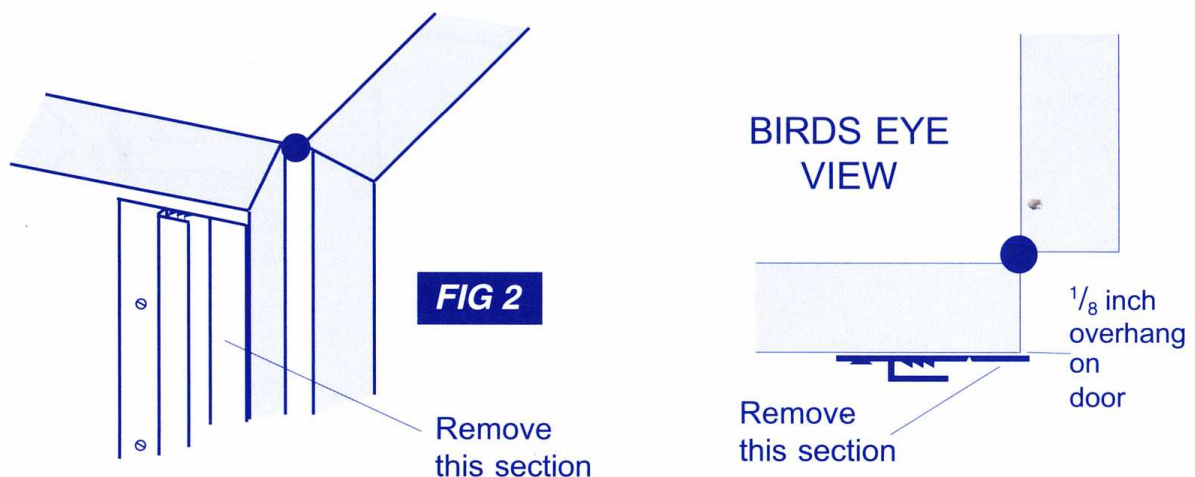 FIG 2
Remove
this section
BIRDS EYE
VIEW
1/8 inch
overhang
on
door
Remove
this section